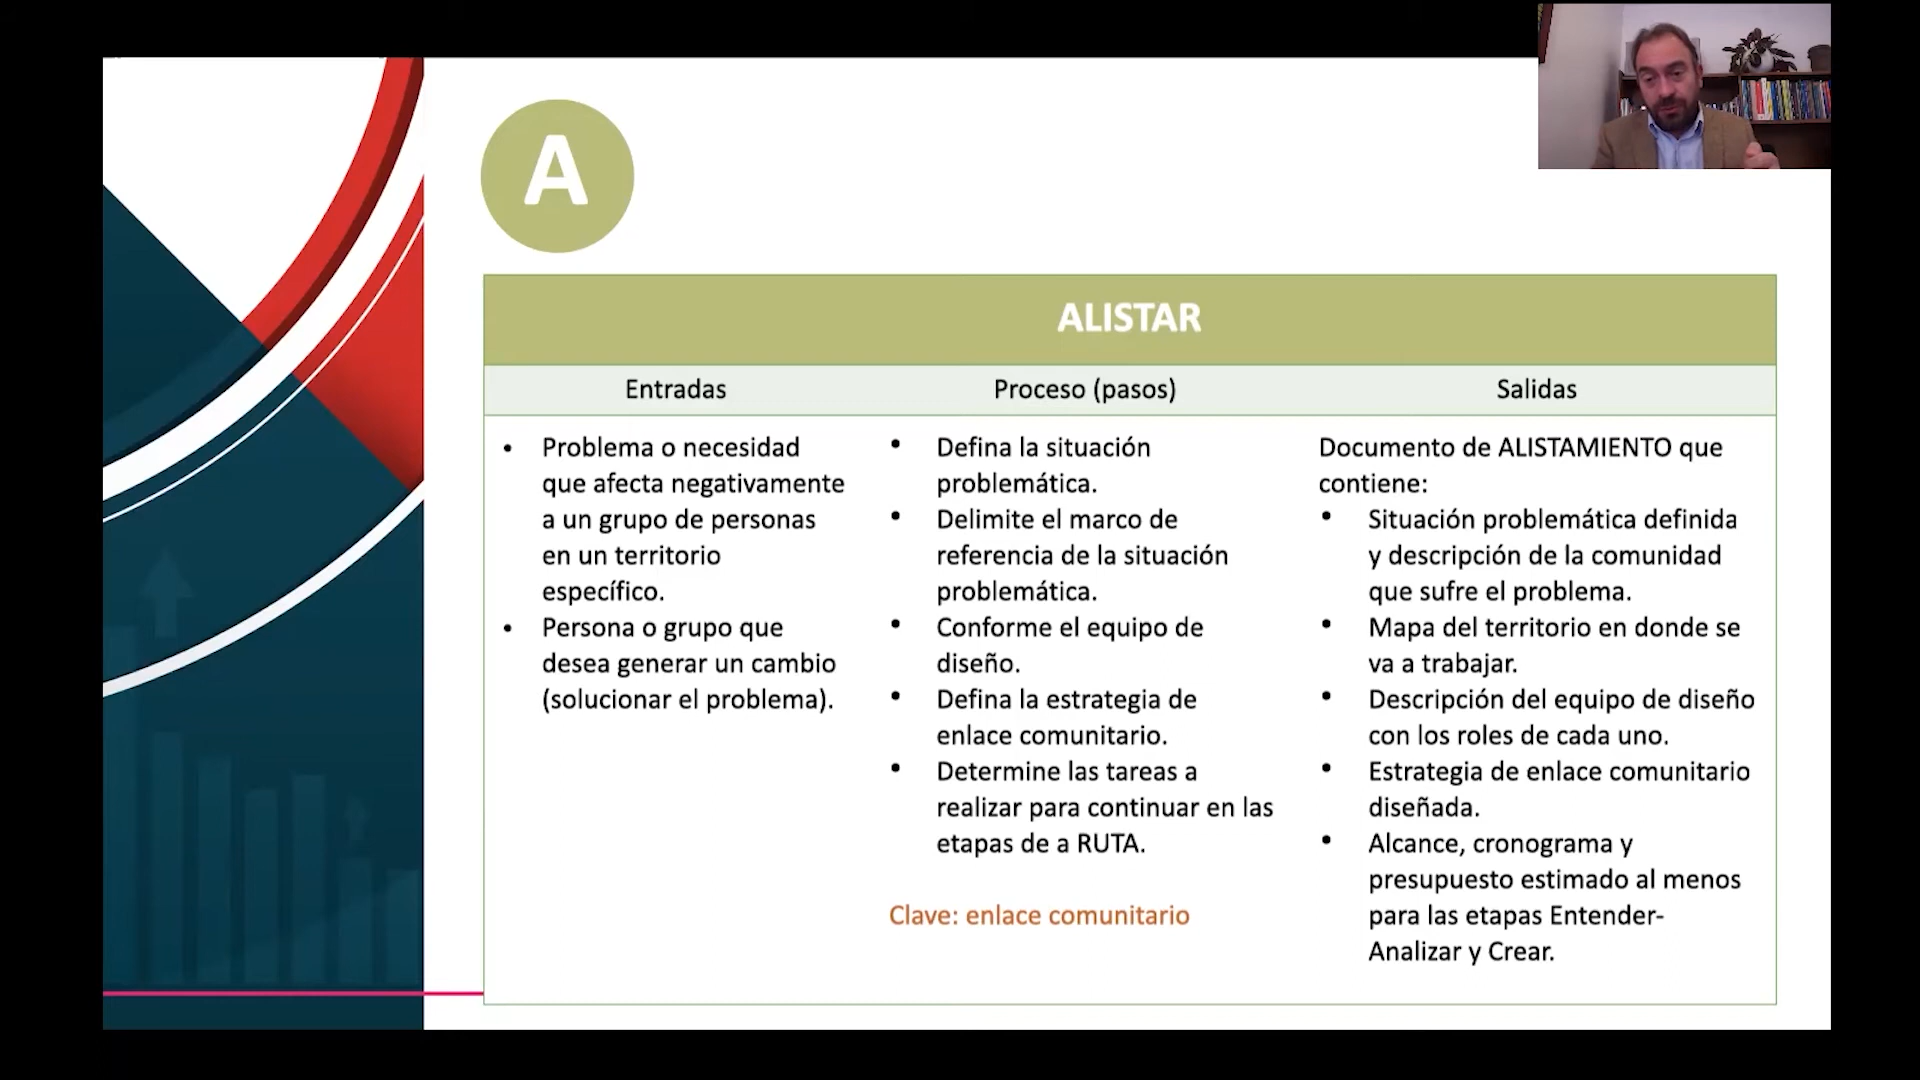 A
ALISTAR
Entradas
Proceso (pasos)
Salidas
• Problema o necesidad
que afecta negativamente
a un grupo de personas
en un territorio
específico.
• Persona o grupo que
desea generar un cambio
(solucionar el problema).
• Defina la situación
problemática.
• Delimite el marco de
referencia de la situación
problemática.
• Conforme el equipo de
diseño.
• Defina la estrategia de
enlace comunitario.
• Determine las tareas a
realizar para continuar en las
etapas de a RUTA.
Clave: enlace comunitario
Documento de ALISTAMIENTO que
contiene:
• Situación problemática definida
y descripción de la comunidad
que sufre el problema.
• Mapa del territorio en donde se
va a trabajar.
• Descripción del equipo de diseño
con los roles de cada uno.
• Estrategia de enlace comunitario
diseñada.
• Alcance, cronograma y
presupuesto estimado al menos
para las etapas Entender-
Analizar y Crear.